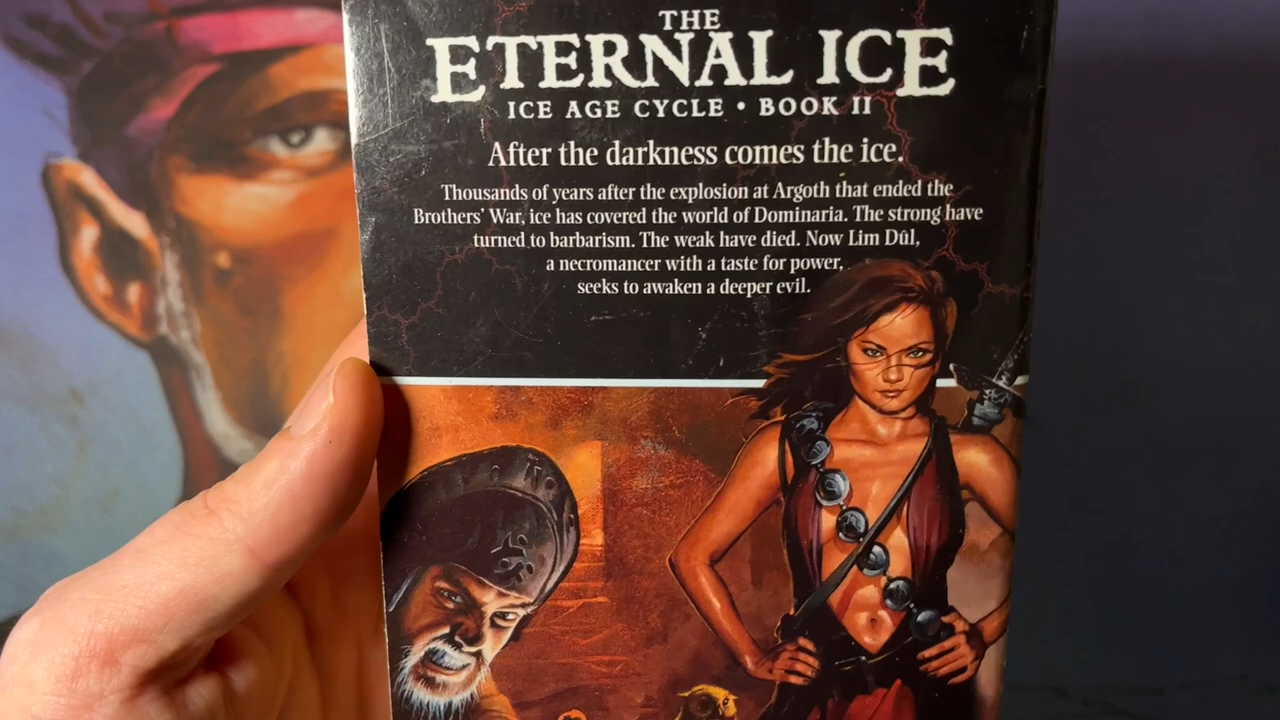 THE
ETERNAL ICE
ICE AGE CYCLE • BOOK II
After the darkness comes the ice.
Thousands of years after the explosion at Argoth that ended the
Brothers' War, ice has covered the world of Dominaria. The strong have
turned to barbarism. The weak have died. Now Lim Dûl,
a necromancer with a taste for power,
seeks to awaken a deeper evil.